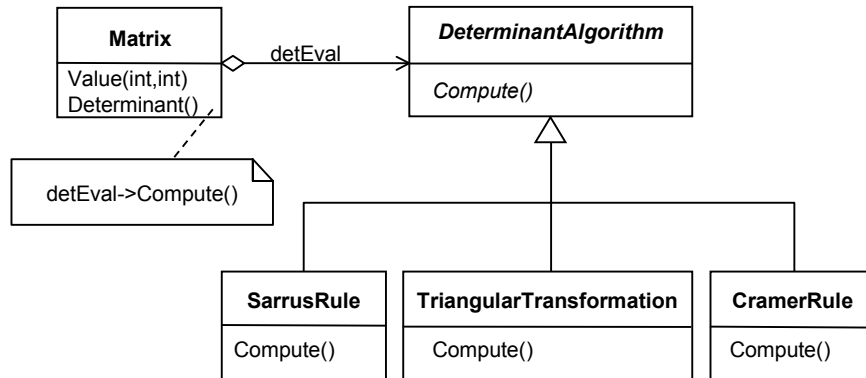 Matrix
Value(int,int)
Determinant()
detEval
DeterminantAlgorithm
Compute()
detEval->Compute()
SarrusRule
Compute()
TriangularTransformation
Compute()
CramerRule
Compute()